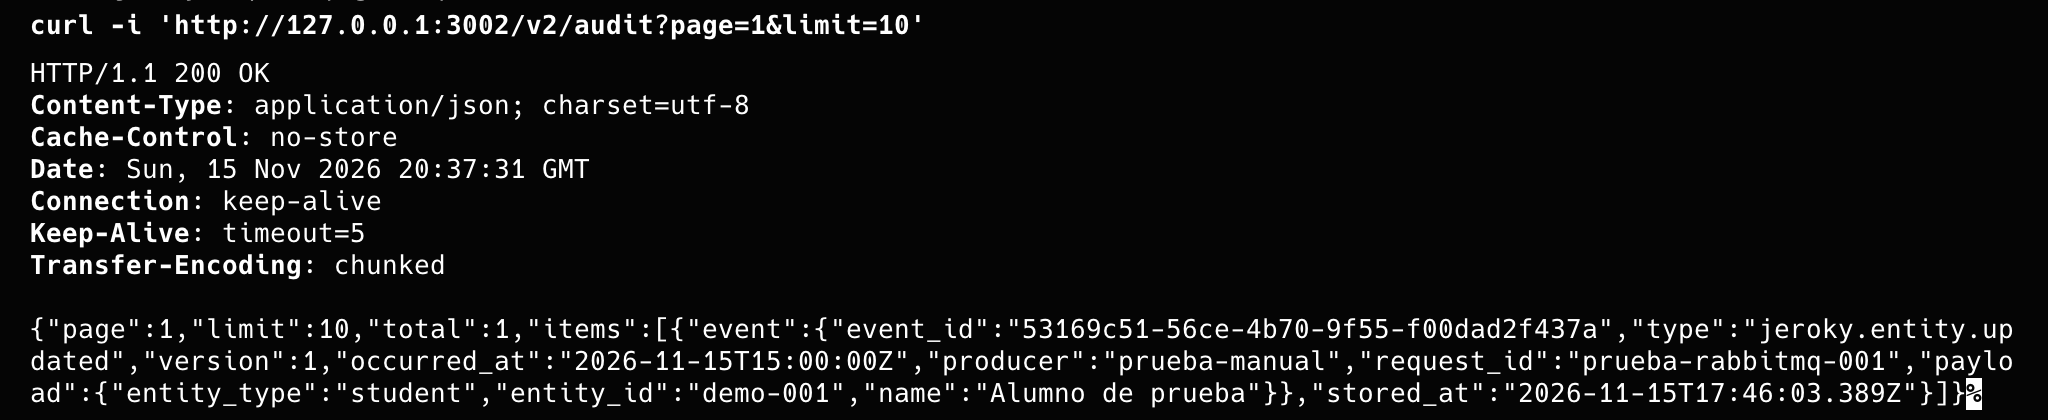 curl -i 'http://127.0.0.1:3002/v2/audit?page=1&limit=10'
HTTP/1.1 200 OK
Content-Type: application/json; charset=utf-8
Cache-Control: no-store
Date: Sun, 15 Nov 2026 20:37:31 GMT
Connection: keep-alive
Keep-Alive: timeout=5
Transfer-Encoding: chunked
{"page":1,"limit":10,"total":1,"items":[{"event":{"event_id":"53169c51-56ce-4b70-9f55-f00dad2f437a","type":"jeroky.entity.up
dated","version":1,"occurred_at":"2026-11-15T15:00:00Z","producer":"prueba-manual","request_id":"prueba-rabbitmq-001","paylo
ad":{"entity_type":"student","entity_id":"demo-001","name":"Alumno de prueba"}},"stored_at":"2026-11-15T17:46:03.389Z"}]}%